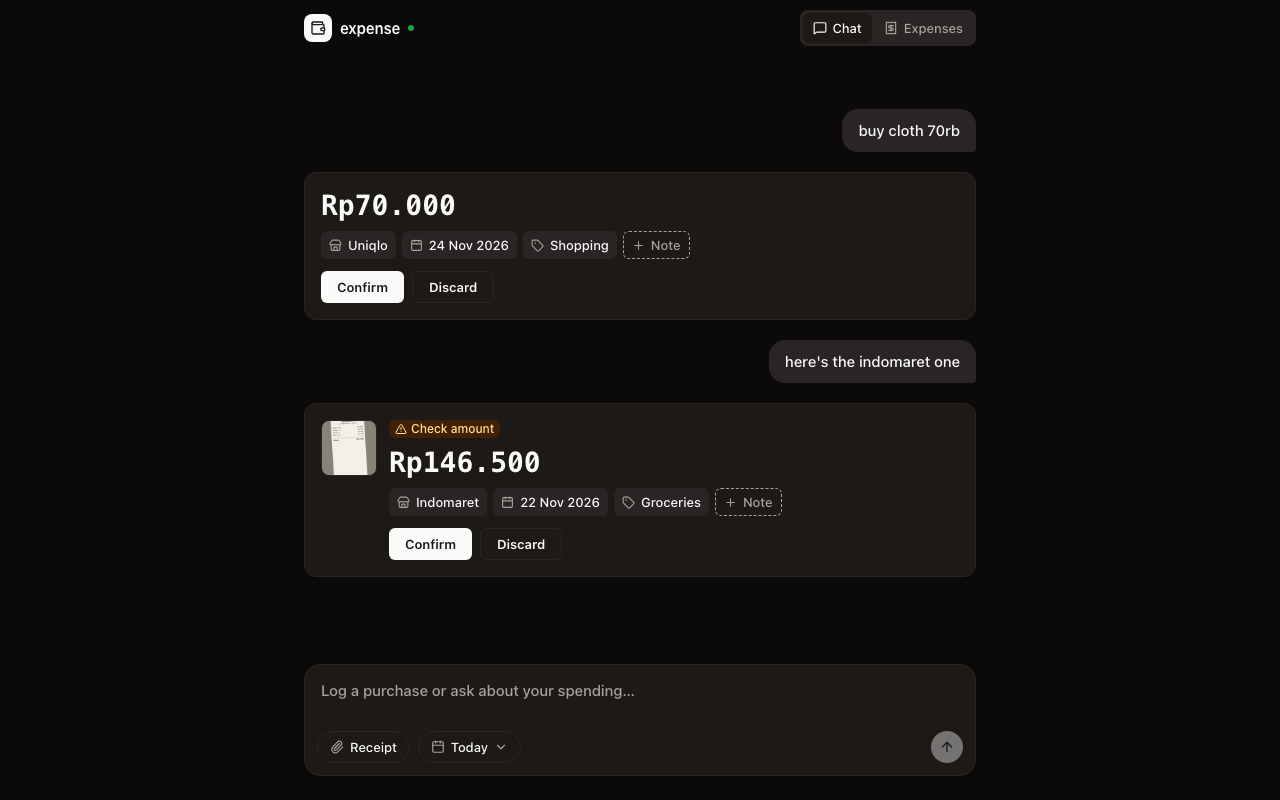 expense
Chat
Expenses
buy cloth 70rb
Rp70.000
Uniqlo
24 Nov 2026
Shopping
+ Note
Confirm
Discard
here's the indomaret one
Check amount
Rp146.500
Indomaret
22 Nov 2026
Groceries
+ Note
Confirm
Discard
Log a purchase or ask about your spending...
Receipt
Today